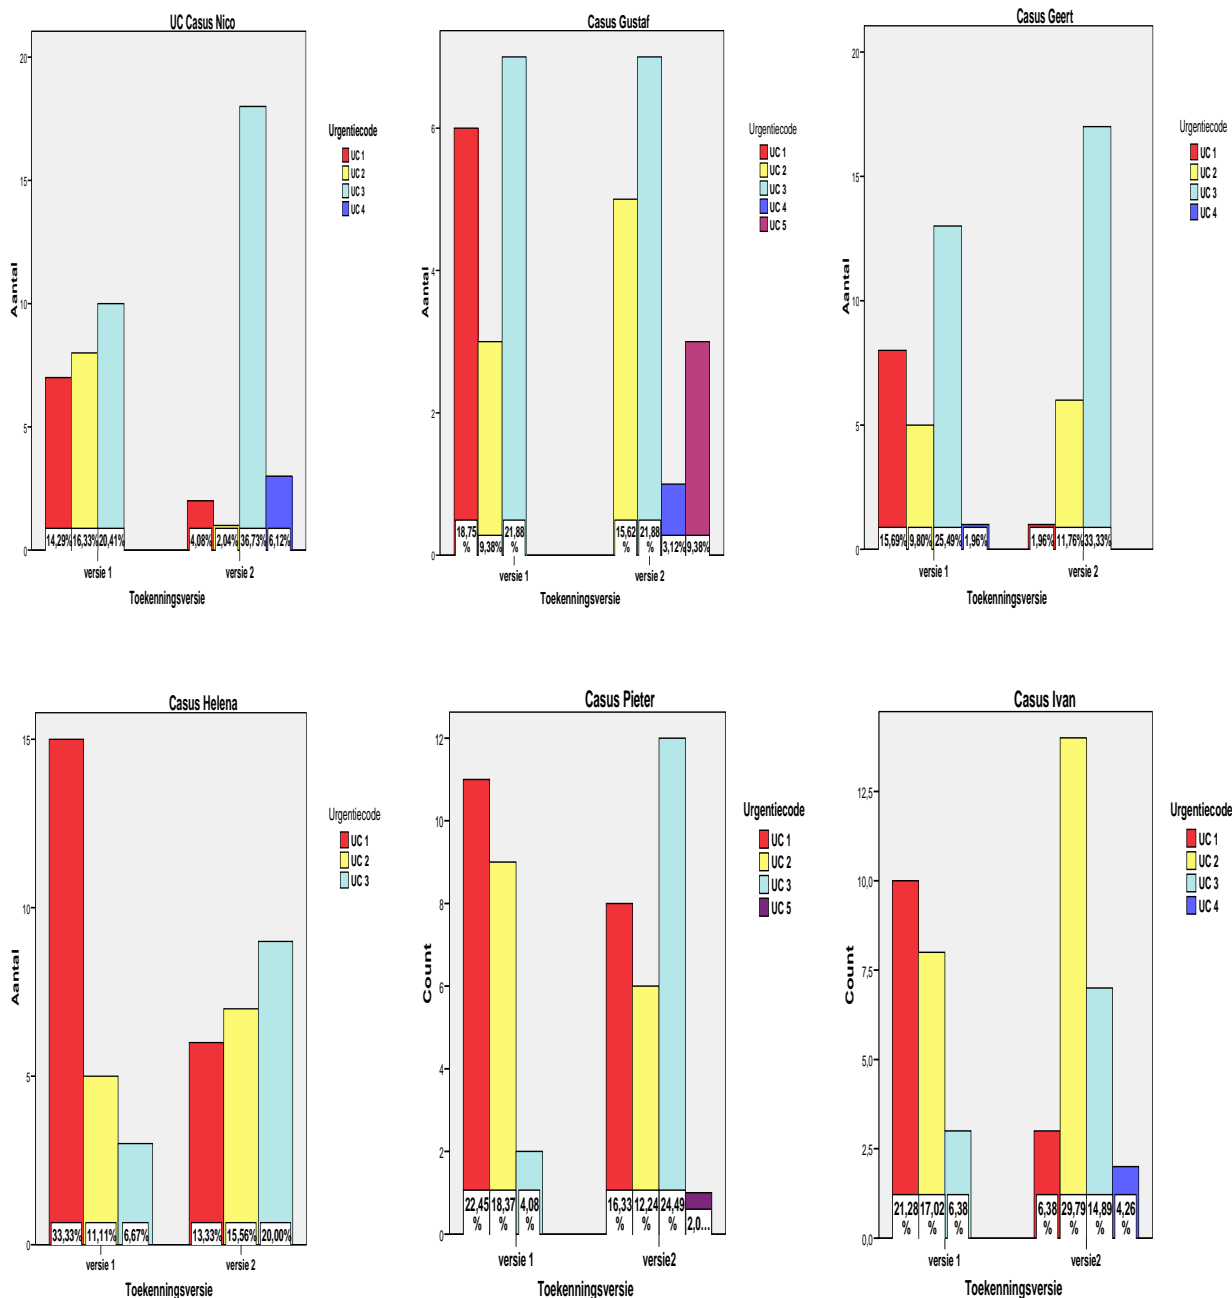 UC Casus Nico
20
15
10
5
0
Aantal
14,29%
16,33%
20,41%
4,08%
2,04%
36,73%
6,12%
versie 1
versie 2
Toekenningsversie
Urgentiecode
UC 1
UC 2
UC 3
UC 4
Casus Gustaf
6
4
2
0
Aantal
18,75
%
9,38%
21,88
%
15,62
%
21,88
%
3,12%
9,38%
versie 1
versie 2
Toekenningsversie
Urgentiecode
UC 1
UC 2
UC 3
UC 4
UC 5
Casus Geert
20
15
10
5
0
Aantal
15,69%
9,80%
25,49%
1,96%
1,96%
11,76%
33,33%
versie 1
versie 2
Toekenningsversie
Urgentiecode
UC 1
UC 2
UC 3
UC 4
Casus Helena
15
10
5
0
Aantal
33,33%
11,11%
6,67%
13,33%
15,56%
20,00%
versie 1
versie 2
Toekenningsversie
Urgentiecode
UC 1
UC 2
UC 3
Casus Pieter
12
10
8
6
4
2
0
Count
22,45
%
18,37
%
4,08
%
16,33
%
12,24
%
24,49
%
2,0...
versie 1
versie2
Toekenningsversie
Urgentiecode
UC 1
UC 2
UC 3
UC 5
Casus Ivan
12,5
10,0
7,5
5,0
2,5
0,0
Count
21,28
%
17,02
%
6,38
%
6,38
%
29,79
%
14,89
%
4,26
%
versie 1
versie2
Toekenningsversie
Urgentiecode
UC 1
UC 2
UC 3
UC 4